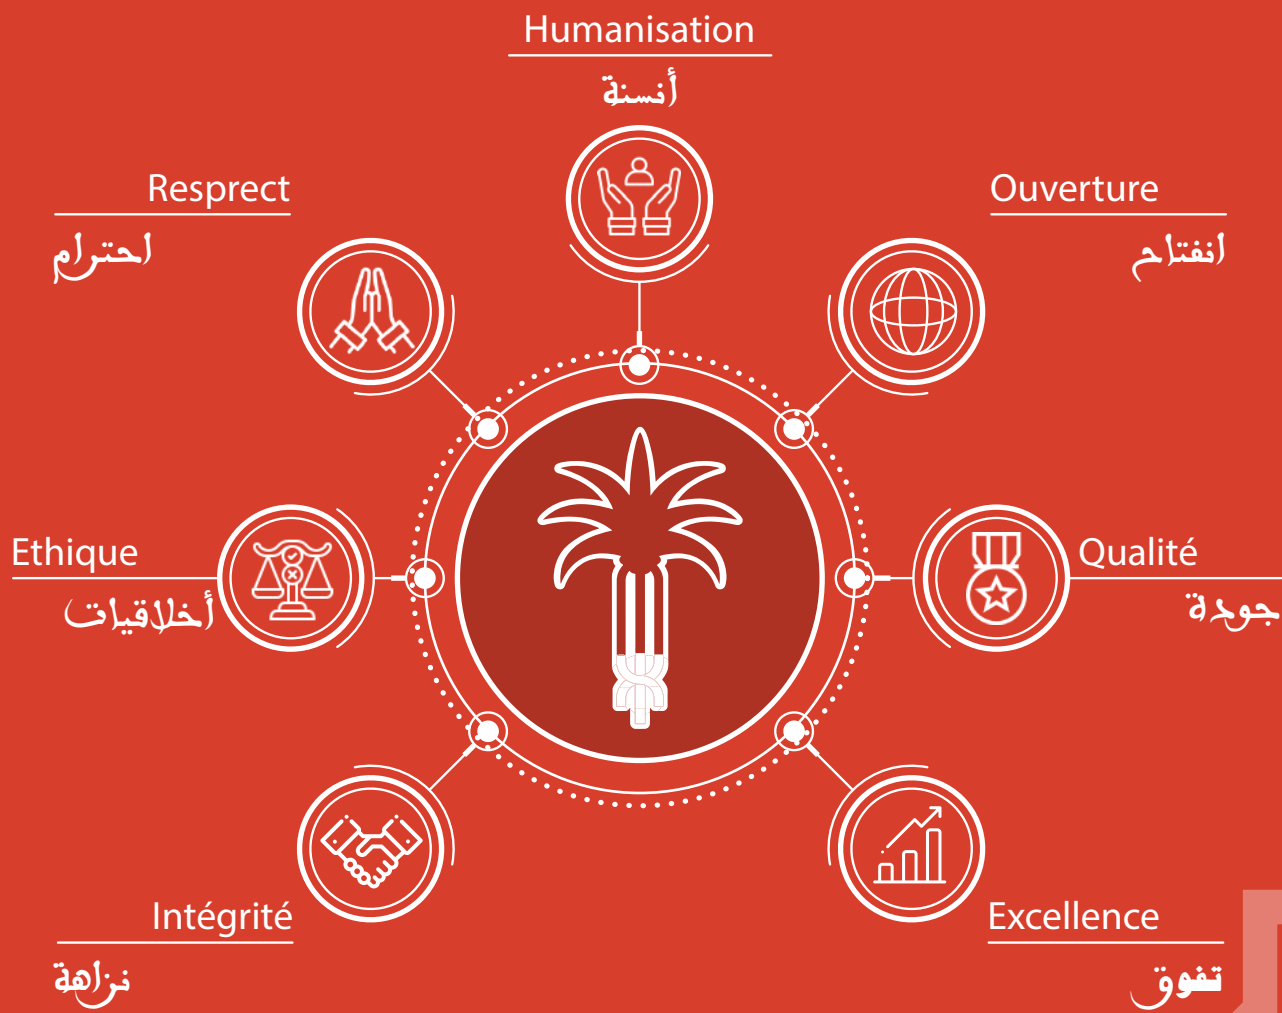 Humanisation
أنسنة
Resprect
احترام
Ouverture
انفتاح
Ethique
أخلاقيات
Qualité
جودة
Intégrité
نزاهة
Excellence
تفوق